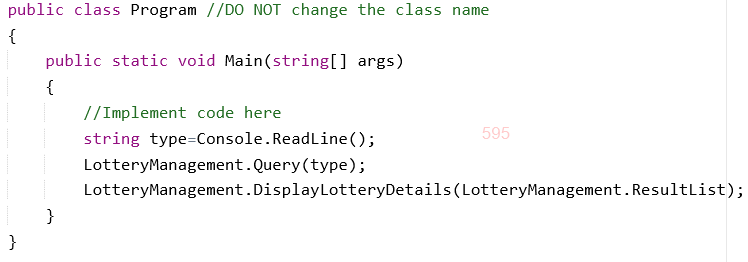 public class Program //DO NOT change the class name
{
    public static void Main(string[] args)
    {
        //Implement code here
        string type=Console.ReadLine();
595
        LotteryManagement.Query(type);
        LotteryManagement.DisplayLotteryDetails(LotteryManagement.ResultList);
    }
}